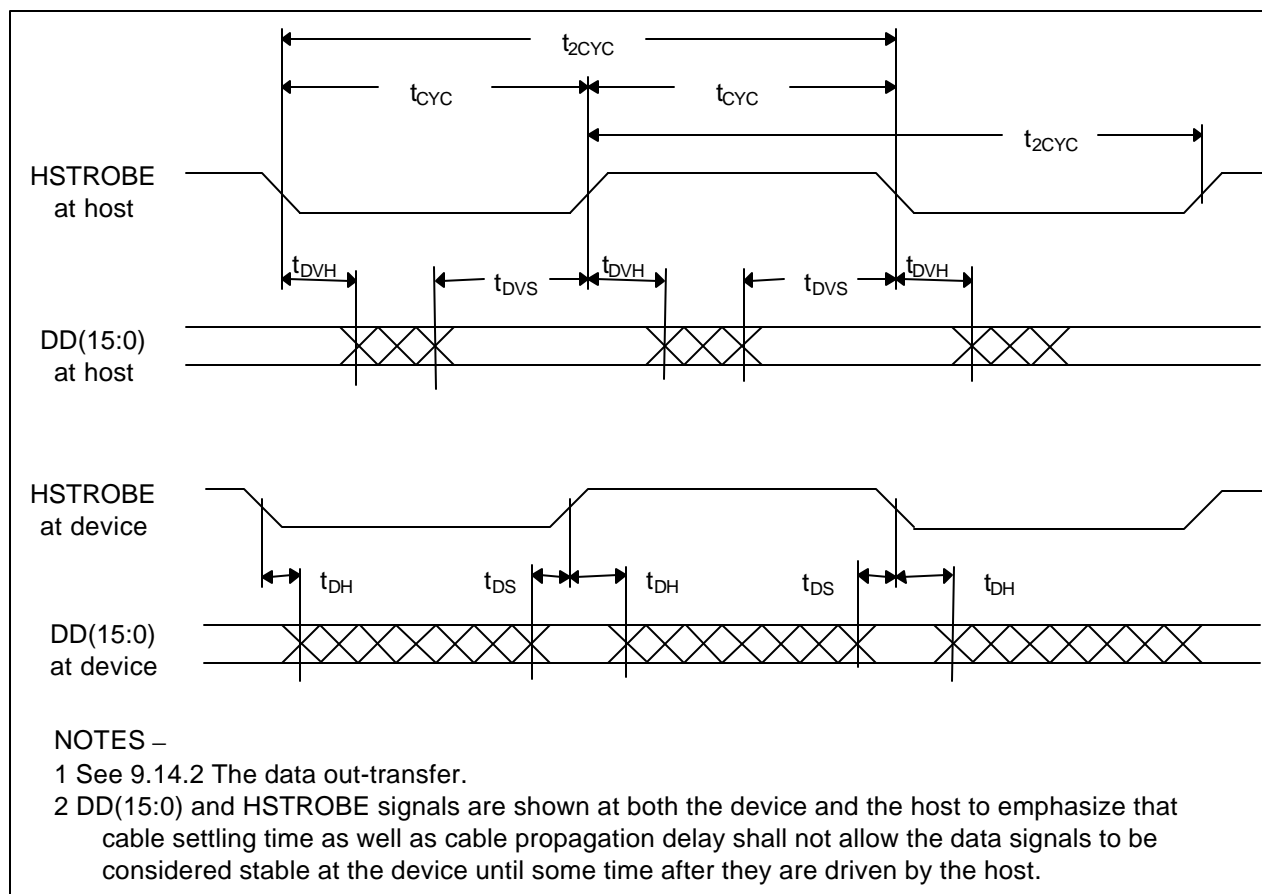 t2CYC
tCYC tCYC
t2CYC
HSTROBE
at host
tDVH tDVS tDVH tDVS tDVH
DD(15:0)
at host
HSTROBE
at device
tDH tDS tDH tDS tDH
DD(15:0)
at device
NOTES –
1 See 9.14.2 The data out-transfer.
2 DD(15:0) and HSTROBE signals are shown at both the device and the host to emphasize that
cable settling time as well as cable propagation delay shall not allow the data signals to be
considered stable at the device until some time after they are driven by the host.